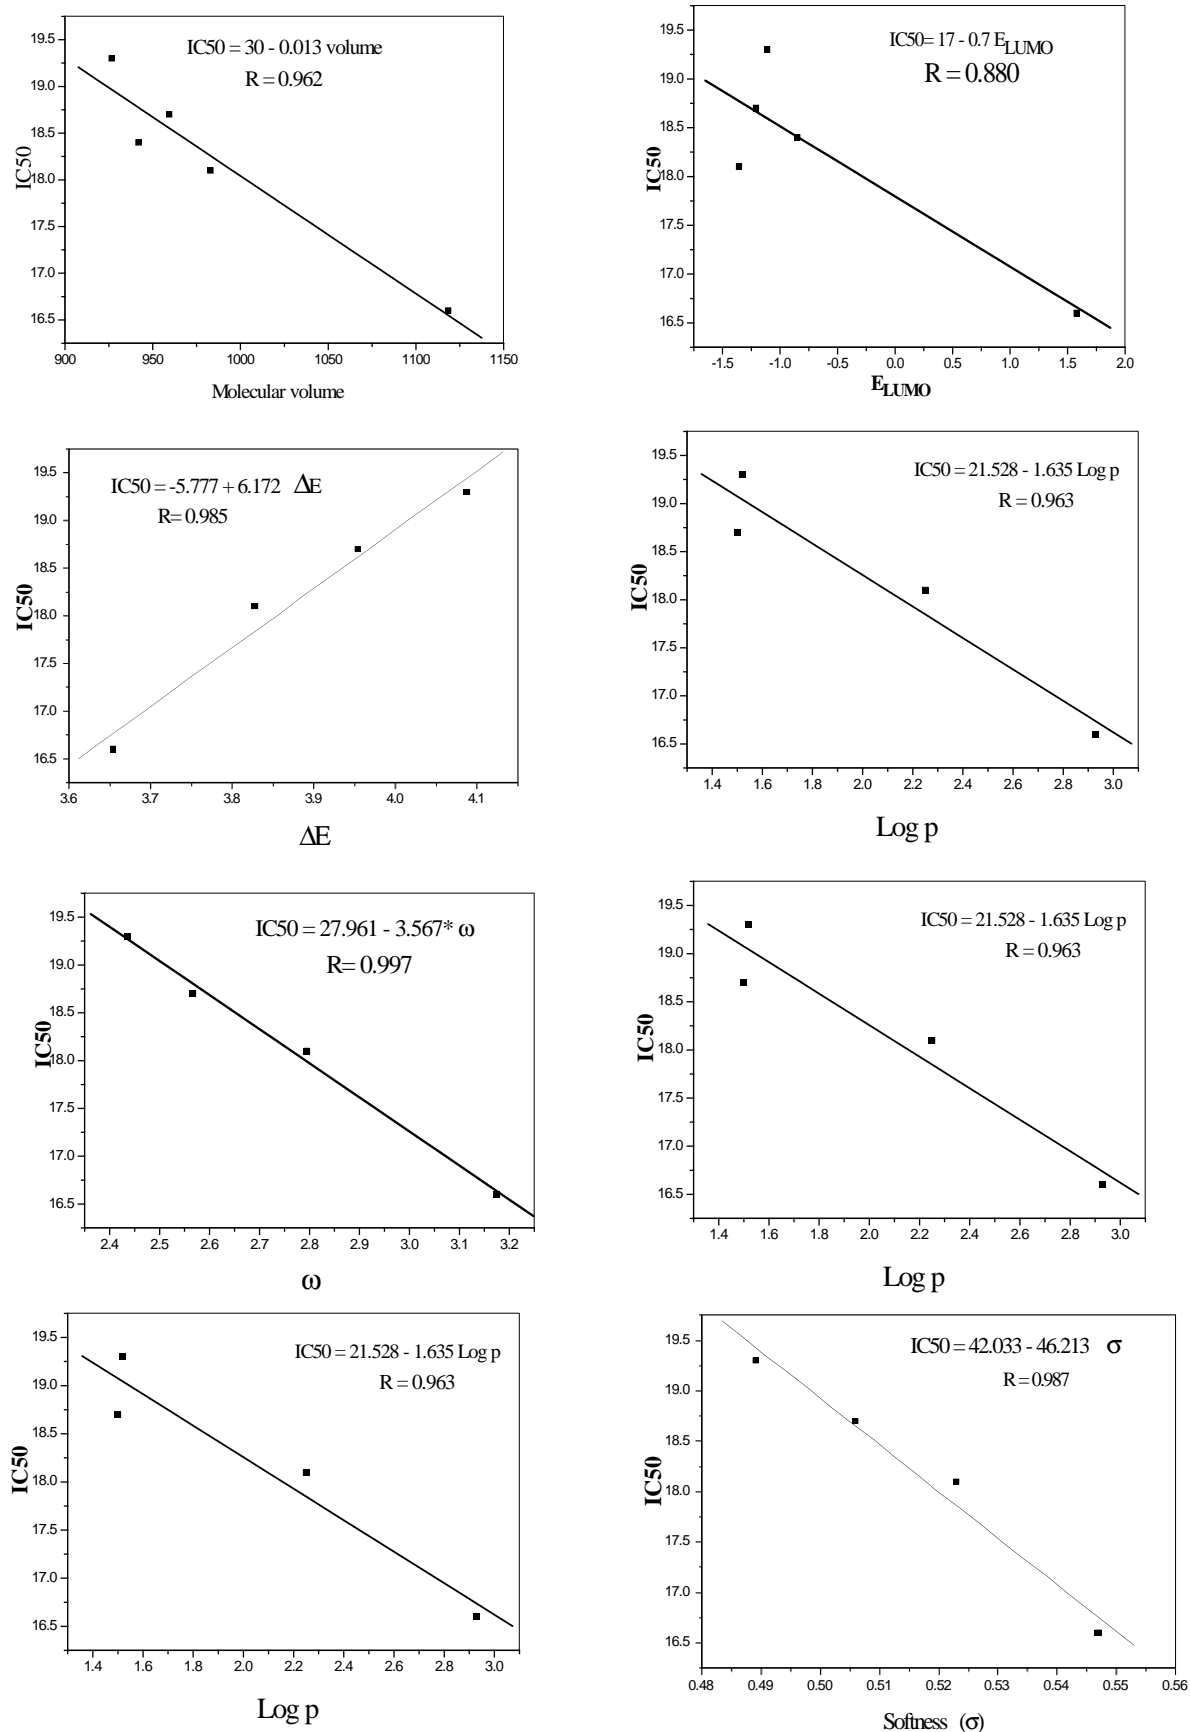 IC50 = 30 - 0.013 volume
R = 0.962
19.5
19.0
18.5
18.0
17.5
17.0
16.5
IC50
900 950 1000 1050 1100 1150
Molecular volume
IC50= 17 - 0.7 E_LUMO
R = 0.880
19.5
19.0
18.5
18.0
17.5
17.0
16.5
IC50
-1.5 -1.0 -0.5 0.0 0.5 1.0 1.5 2.0
E_LUMO
IC50 = -5.777 + 6.172 ΔE
R= 0.985
19.5
19.0
18.5
18.0
17.5
17.0
16.5
IC50
3.6 3.7 3.8 3.9 4.0 4.1
ΔE
IC50 = 21.528 - 1.635 Log p
R = 0.963
19.5
19.0
18.5
18.0
17.5
17.0
16.5
IC50
1.4 1.6 1.8 2.0 2.2 2.4 2.6 2.8 3.0
Log p
IC50 = 27.961 - 3.567* ω
R= 0.997
19.5
19.0
18.5
18.0
17.5
17.0
16.5
IC50
2.4 2.5 2.6 2.7 2.8 2.9 3.0 3.1 3.2
ω
IC50 = 21.528 - 1.635 Log p
R = 0.963
19.5
19.0
18.5
18.0
17.5
17.0
16.5
IC50
1.4 1.6 1.8 2.0 2.2 2.4 2.6 2.8 3.0
Log p
IC50 = 21.528 - 1.635 Log p
R = 0.963
19.5
19.0
18.5
18.0
17.5
17.0
16.5
IC50
1.4 1.6 1.8 2.0 2.2 2.4 2.6 2.8 3.0
Log p
IC50 = 42.033 - 46.213 σ
R = 0.987
19.5
19.0
18.5
18.0
17.5
17.0
16.5
IC50
0.48 0.49 0.50 0.51 0.52 0.53 0.54 0.55 0.56
Softness (σ)